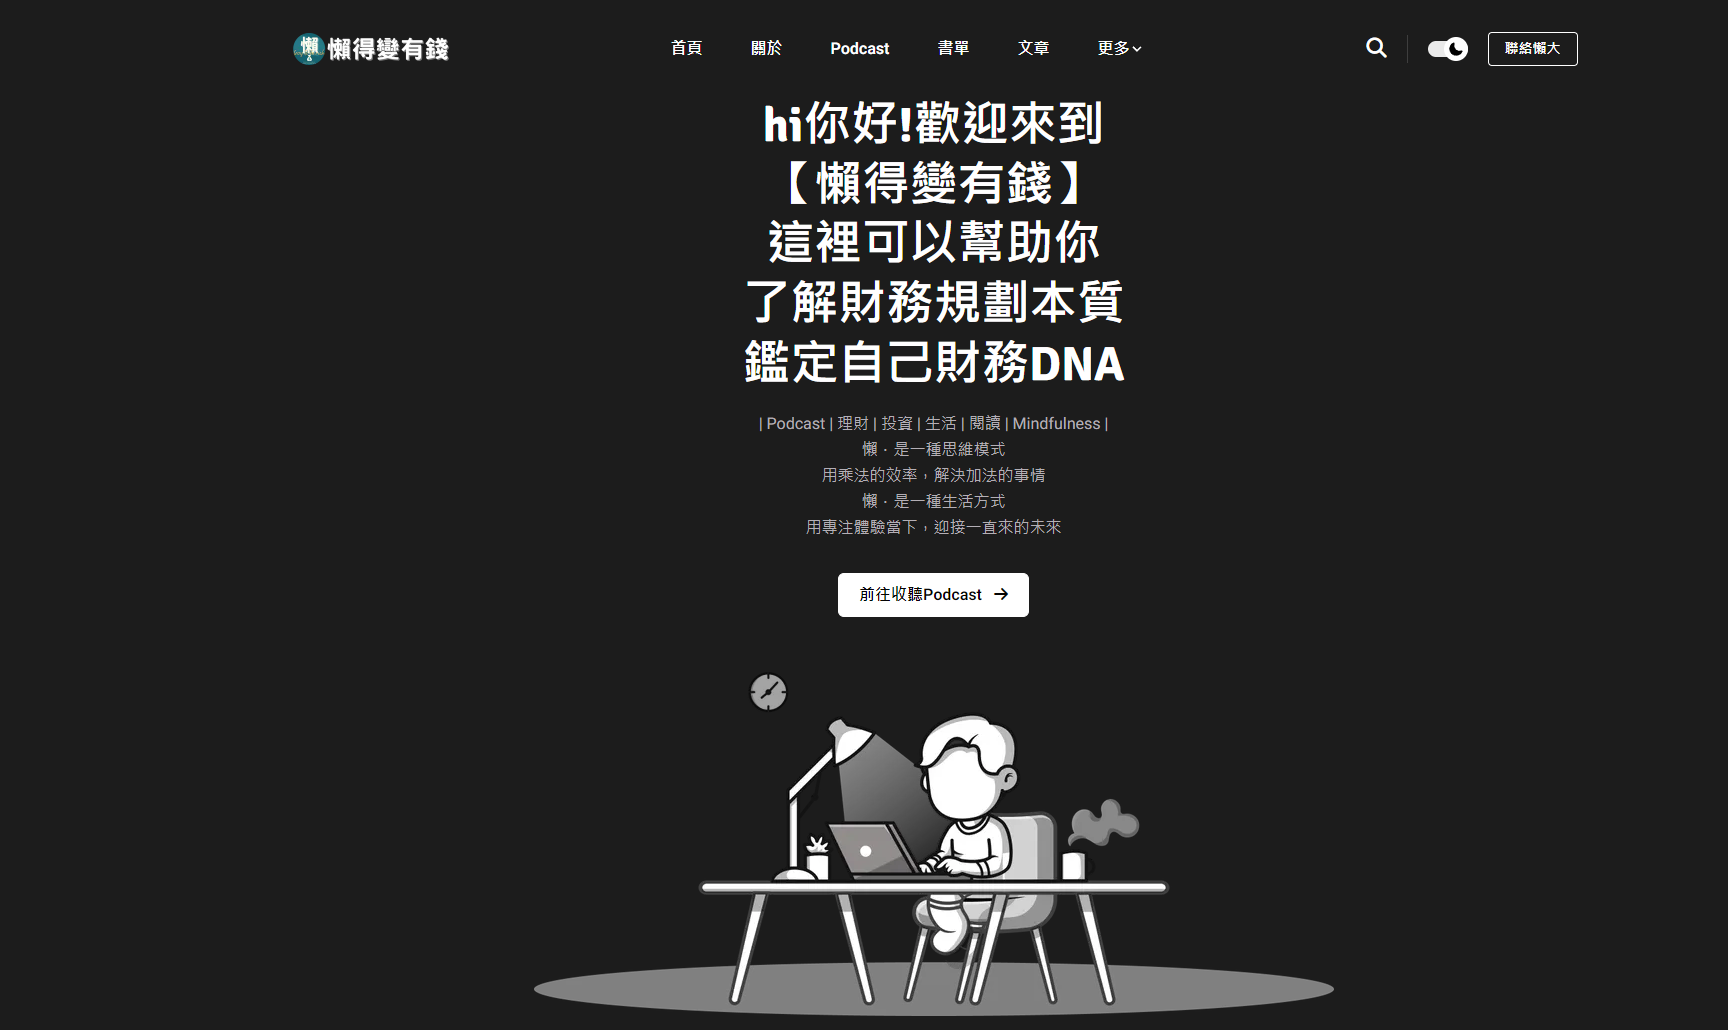 懶 懶得變有錢
首頁 關於 Podcast 書單 文章 更多
聯絡懶大
hi你好!歡迎來到
【懶得變有錢】
這裡可以幫助你
了解財務規劃本質
鑑定自己財務DNA
| Podcast | 理財 | 投資 | 生活 | 閱讀 | Mindfulness |
懶．是一種思維模式
用乘法的效率，解決加法的事情
懶．是一種生活方式
用專注體驗當下，迎接一直來的未來
前往收聽Podcast